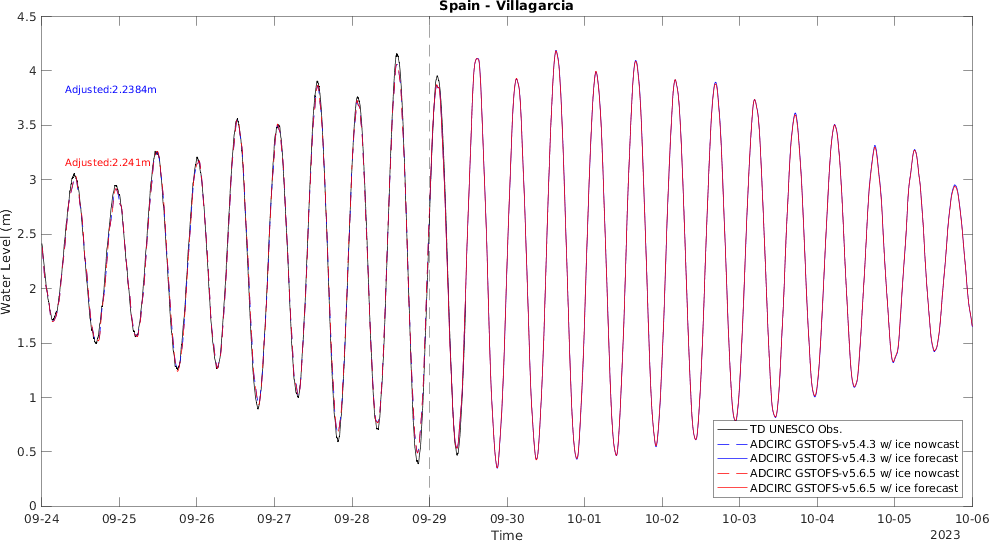 Spain - Villagarcia
4.5
4
3.5
3
2.5
2
1.5
1
0.5
0
Water Level (m)
Adjusted:2.2384m
Adjusted:2.241m
TD UNESCO Obs.
ADCIRC GSTOFS-v5.4.3 w/ ice nowcast
ADCIRC GSTOFS-v5.4.3 w/ ice forecast
ADCIRC GSTOFS-v5.6.5 w/ ice nowcast
ADCIRC GSTOFS-v5.6.5 w/ ice forecast
09-24 09-25 09-26 09-27 09-28 09-29 09-30 10-01 10-02 10-03 10-04 10-05 10-06
Time
2023